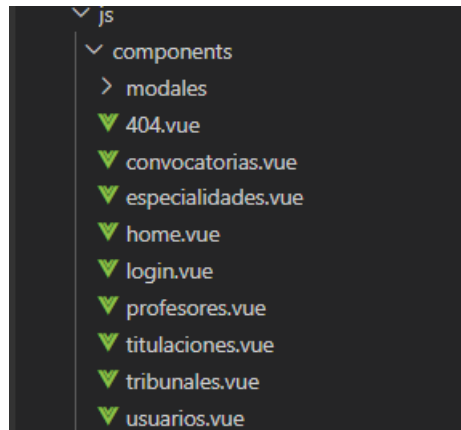 js
components
modales
404.vue
convocatorias.vue
especialidades.vue
home.vue
login.vue
profesores.vue
titulaciones.vue
tribunales.vue
usuarios.vue